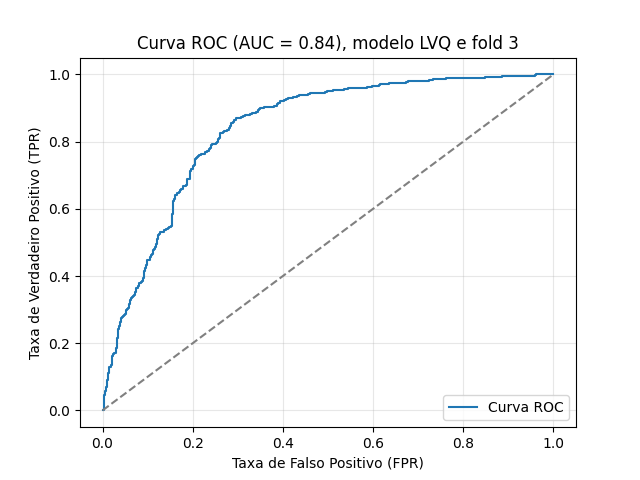 Curva ROC (AUC = 0.84), modelo LVQ e fold 3
Taxa de Verdadeiro Positivo (TPR)
1.0
0.8
0.6
0.4
0.2
0.0
0.0 0.2 0.4 0.6 0.8 1.0
Taxa de Falso Positivo (FPR)
Curva ROC